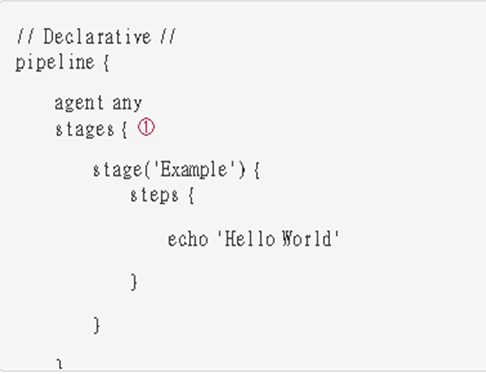 // Declarative //
pipeline {
agent any
stages { ①
stage('Example') {
steps {
echo 'Hello World'
}
}
}